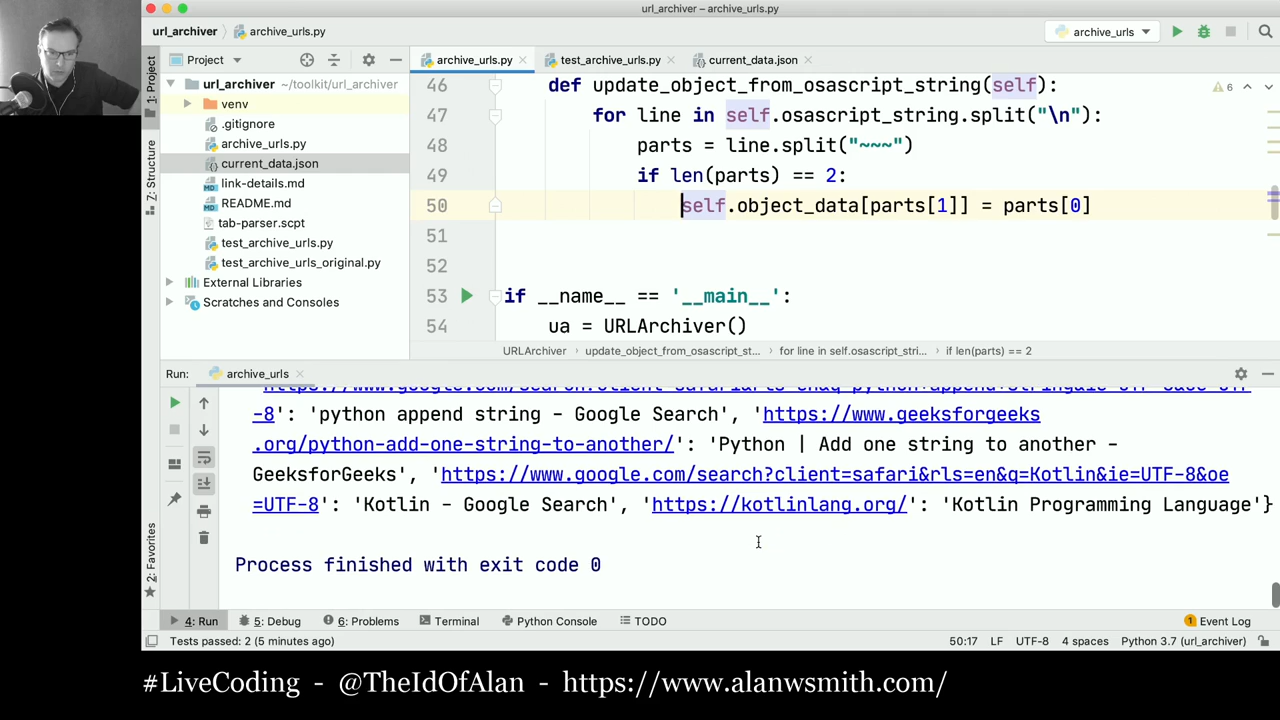 url_archiver – archive_urls.py
url_archiver archive_urls.py archive_urls
Project archive_urls.py test_archive_urls.py current_data.json
1: Project
Z: Structure
2: Favorites
url_archiver ~/toolkit/url_archiver
venv
.gitignore
archive_urls.py
current_data.json
link-details.md
README.md
tab-parser.scpt
test_archive_urls.py
test_archive_urls_original.py
External Libraries
Scratches and Consoles
46 def update_object_from_osascript_string(self):
47 for line in self.osascript_string.split("\n"):
48 parts = line.split("~~~")
49 if len(parts) == 2:
50 self.object_data[parts[1]] = parts[0]
51
52
53 if __name__ == '__main__':
54 ua = URLArchiver()
6
URLArchiver update_object_from_osascript_st... for line in self.osascript_stri... if len(parts) == 2
Run: archive_urls
-8': 'python append string - Google Search', 'https://www.geeksforgeeks
.org/python-add-one-string-to-another/': 'Python | Add one string to another -
GeeksforGeeks', 'https://www.google.com/search?client=safari&rls=en&q=Kotlin&ie=UTF-8&oe
=UTF-8': 'Kotlin - Google Search', 'https://kotlinlang.org/': 'Kotlin Programming Language'}
Process finished with exit code 0
4: Run 5: Debug 6: Problems Terminal Python Console TODO 1 Event Log
Tests passed: 2 (5 minutes ago) 50:17 LF UTF-8 4 spaces Python 3.7 (url_archiver)
#LiveCoding - @TheIdOfAlan - https://www.alanwsmith.com/